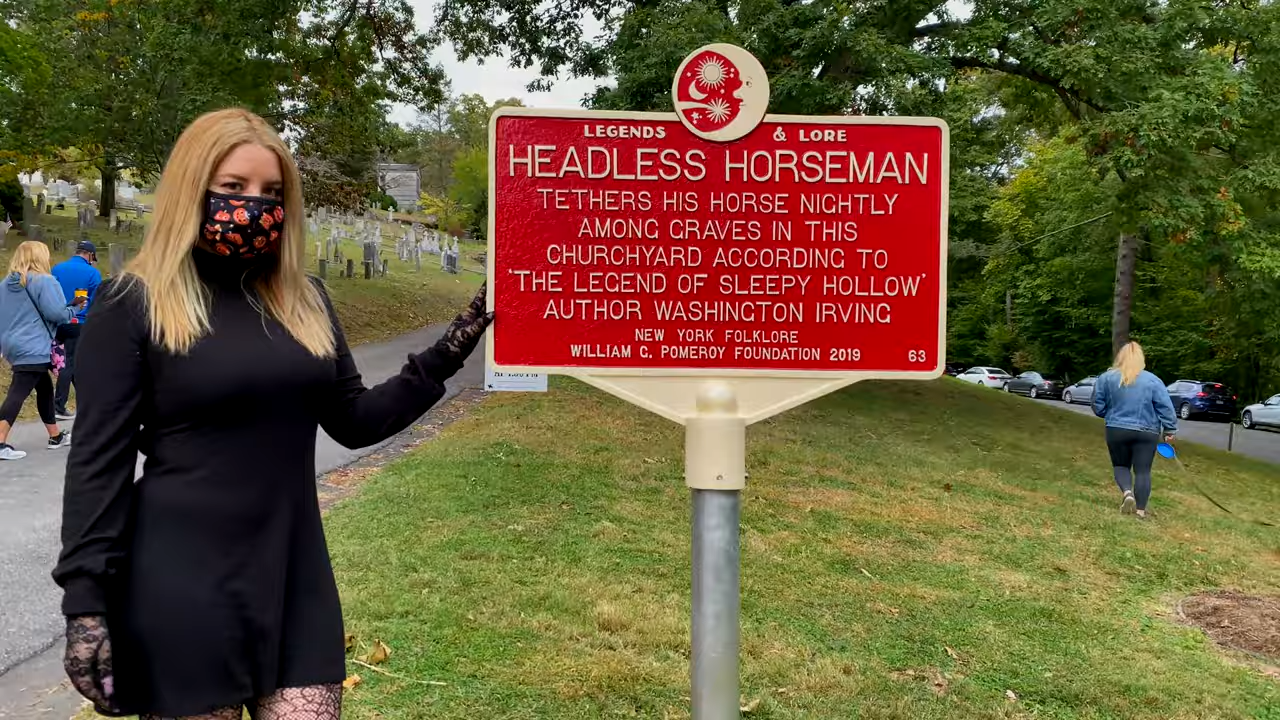 LEGENDS & LORE
HEADLESS HORSEMAN
TETHERS HIS HORSE NIGHTLY
AMONG GRAVES IN THIS
CHURCHYARD ACCORDING TO
'THE LEGEND OF SLEEPY HOLLOW'
AUTHOR WASHINGTON IRVING
NEW YORK FOLKLORE
WILLIAM G. POMEROY FOUNDATION 2019 63